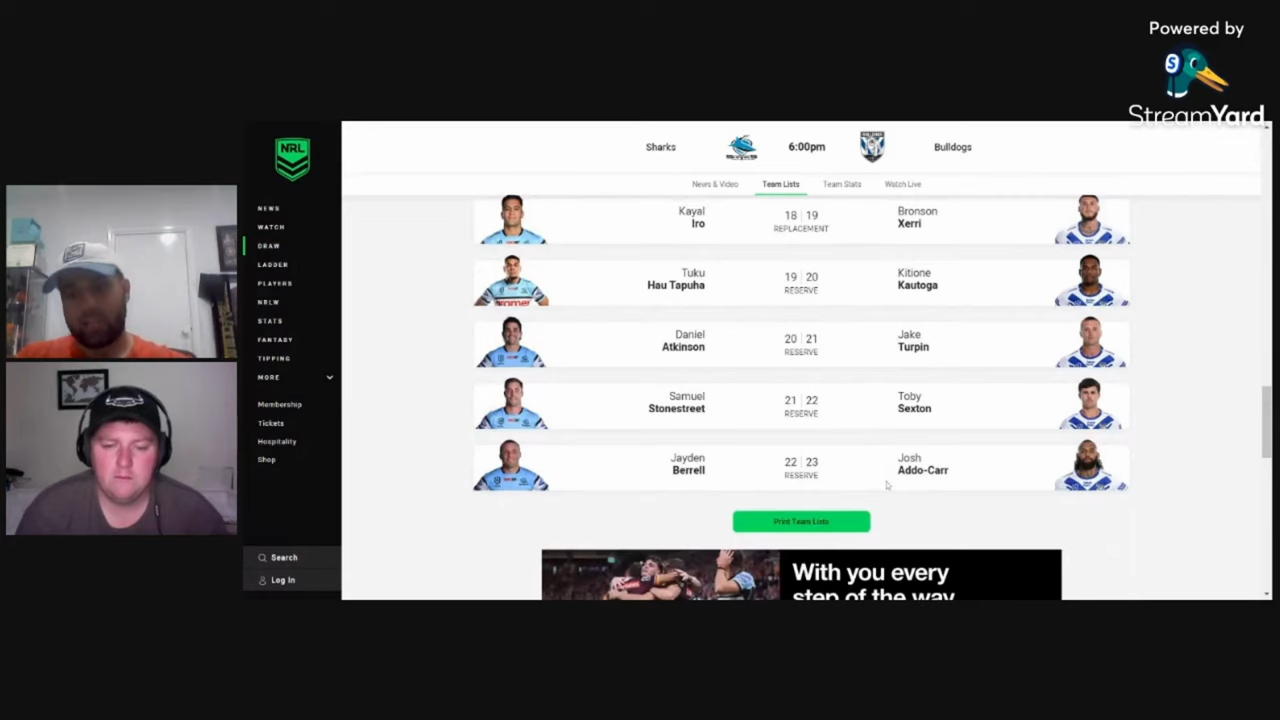 Powered by
StreamYard
NRL
NEWS
WATCH
DRAW
LADDER
PLAYERS
NRLW
STATS
FANTASY
TIPPING
MORE
Membership
Tickets
Hospitality
Shop
Search
Log In
Sharks
6:00pm
Bulldogs
News & Video
Team Lists
Team Stats
Watch Live
Kayal
Iro
18 | 19
REPLACEMENT
Bronson
Xerri
Tuku
Hau Tapuha
19 | 20
RESERVE
Kitione
Kautoga
Daniel
Atkinson
20 | 21
RESERVE
Jake
Turpin
Samuel
Stonestreet
21 | 22
RESERVE
Toby
Sexton
Jayden
Berrell
22 | 23
RESERVE
Josh
Addo-Carr
Print Team Lists
With you every
step of the way